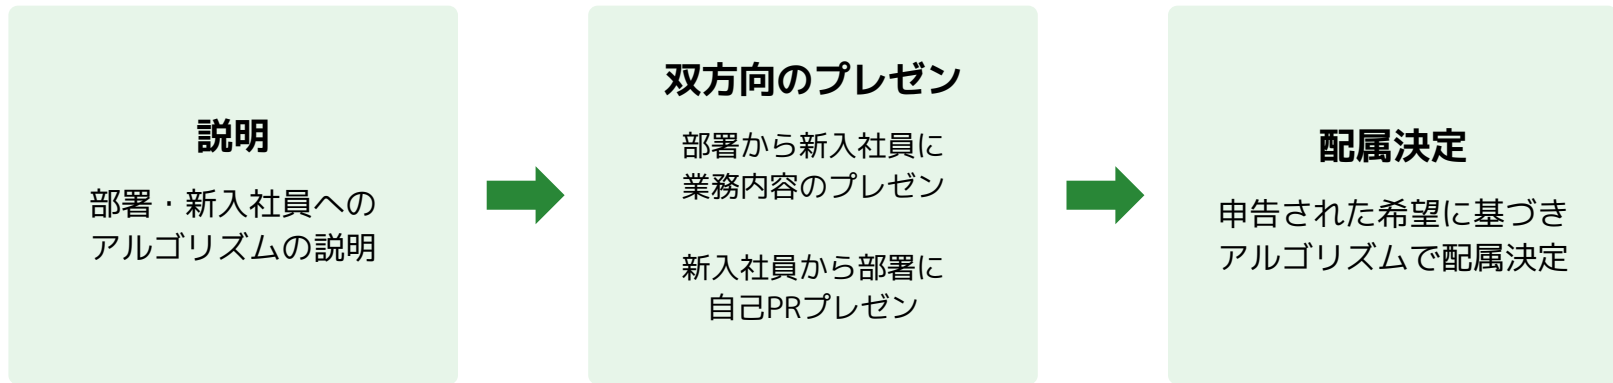 説明
部署・新入社員への
アルゴリズムの説明
双方向のプレゼン
部署から新入社員に
業務内容のプレゼン
新入社員から部署に
自己PRプレゼン
配属決定
申告された希望に基づき
アルゴリズムで配属決定